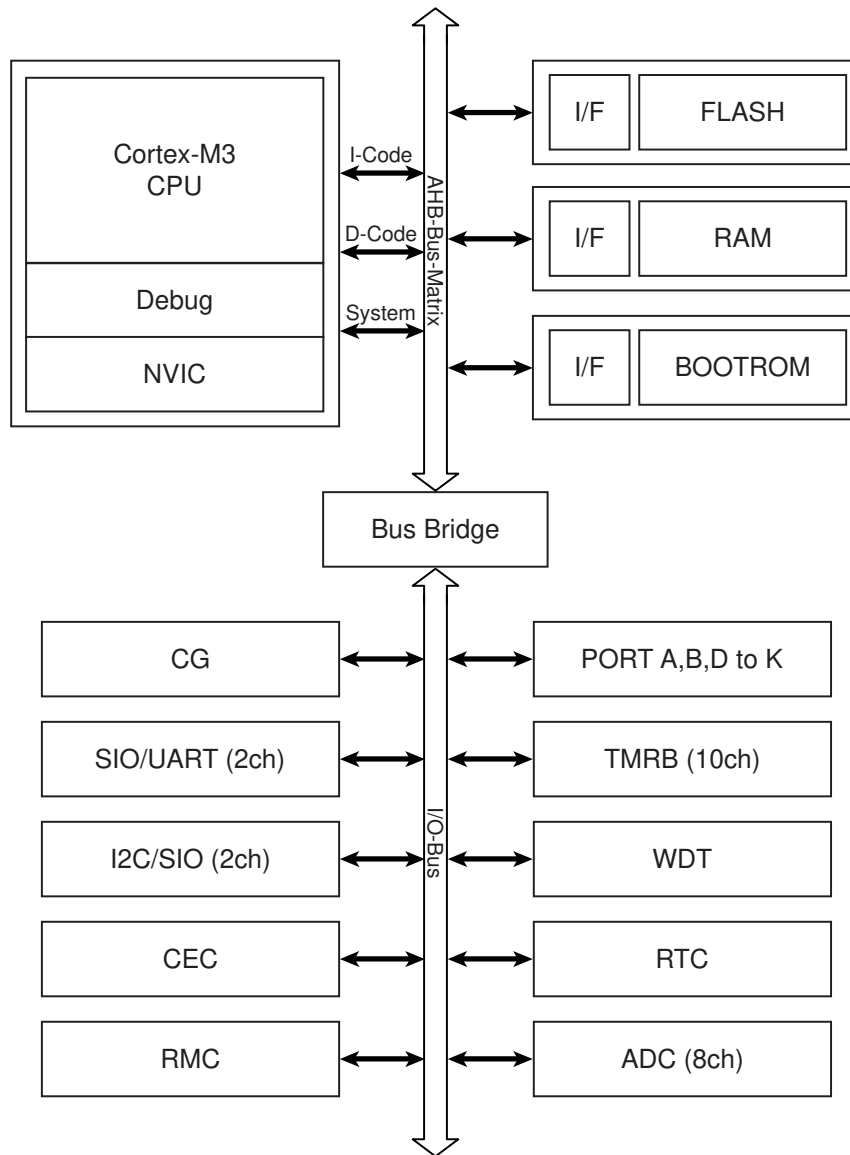 Cortex-M3
CPU
Debug
NVIC
I-Code
D-Code
System
AHB-Bus-Matrix
I/F
FLASH
I/F
RAM
I/F
BOOTROM
Bus Bridge
CG
PORT A,B,D to K
SIO/UART (2ch)
TMRB (10ch)
I/O-Bus
I2C/SIO (2ch)
WDT
CEC
RTC
RMC
ADC (8ch)